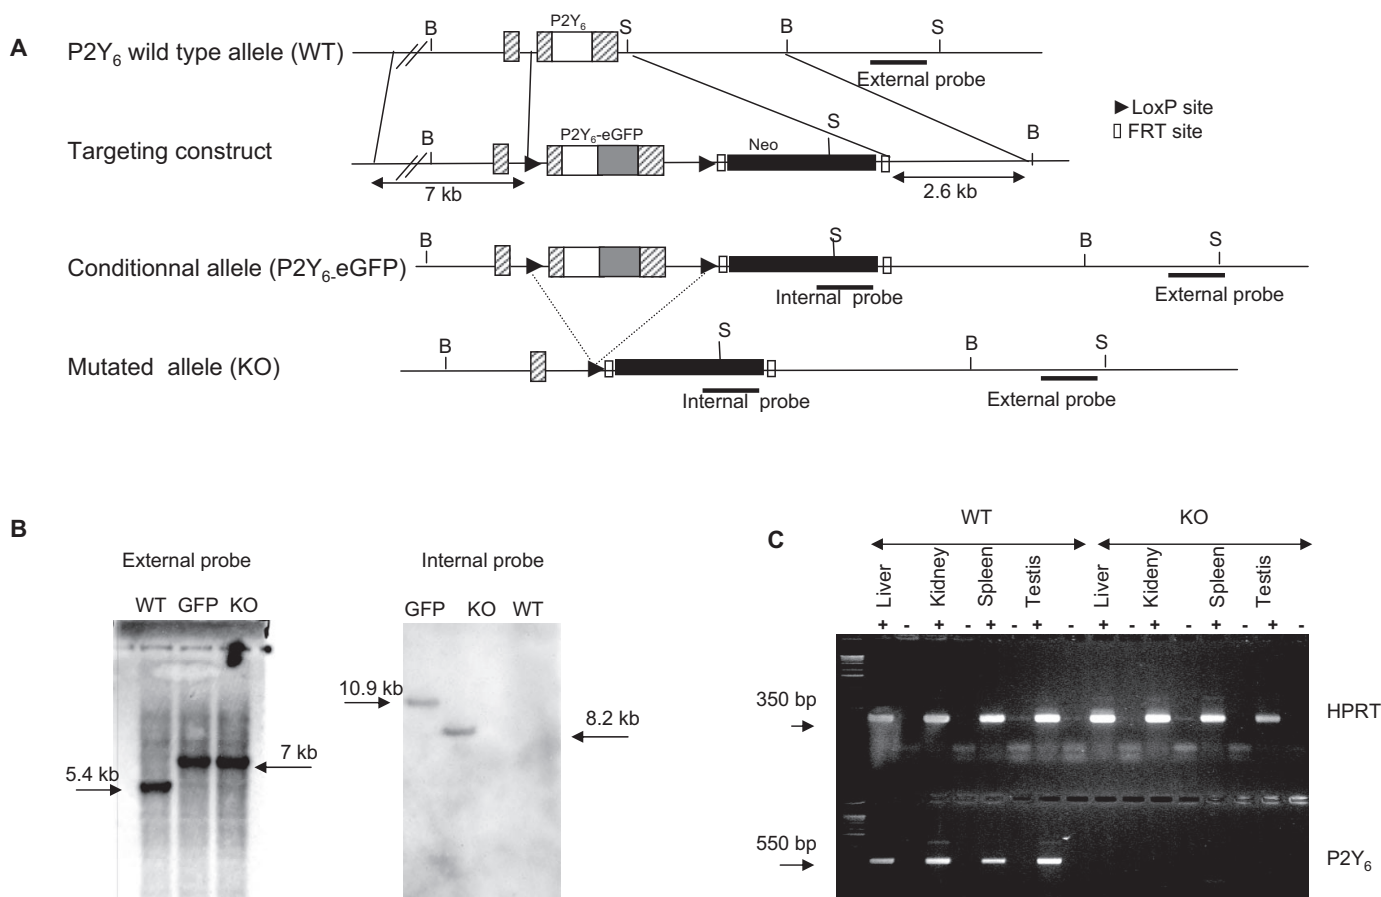 A
P2Y6 wild type allele (WT)
B
P2Y6
S
B
S
External probe
LoxP site
FRT site
Targeting construct
B
P2Y6-eGFP
Neo
S
B
7 kb
2.6 kb
Conditionnal allele (P2Y6-eGFP)
B
S
B
S
Internal probe
External probe
Mutated allele (KO)
B
S
B
S
Internal probe
External probe
B
External probe
WT GFP KO
5.4 kb
7 kb
Internal probe
GFP KO WT
10.9 kb
8.2 kb
C
WT
KO
Liver
Kidney
Spleen
Testis
Liver
Kideny
Spleen
Testis
+ - + - + - + - + - + - + - + -
350 bp
HPRT
550 bp
P2Y6